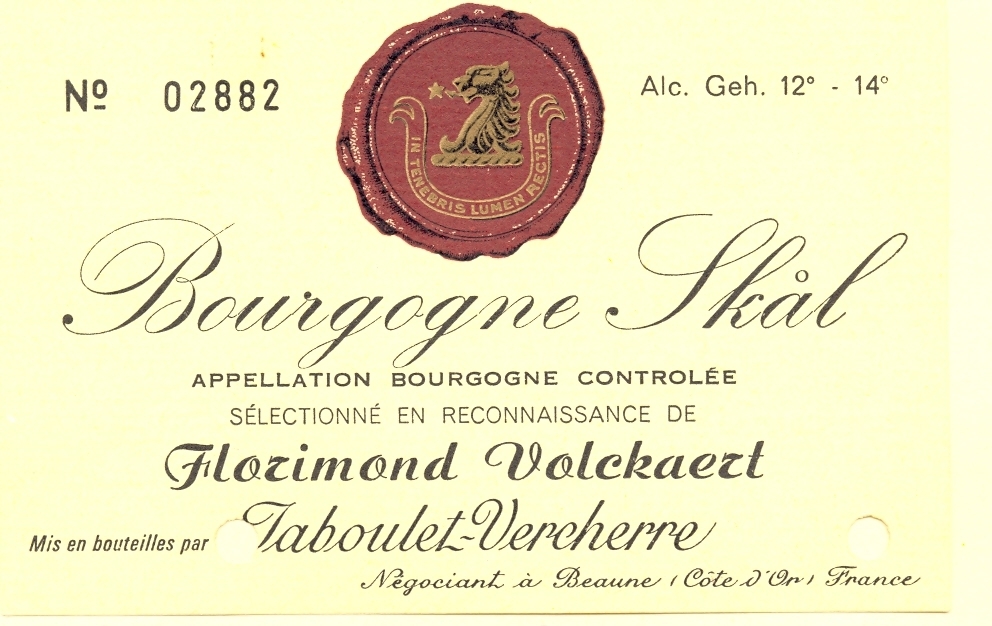 Nº 02882
Alc. Geh. 12° - 14°
IN TENEBRIS LUMEN RECTIS
Bourgogne Skål
APPELLATION BOURGOGNE CONTROLÉE
SÉLECTIONNÉ EN RECONNAISSANCE DE
Florimond Volckaert
Mis en bouteilles par Taboulet-Vercherre
Négociant à Beaune (Côte d'Or) France